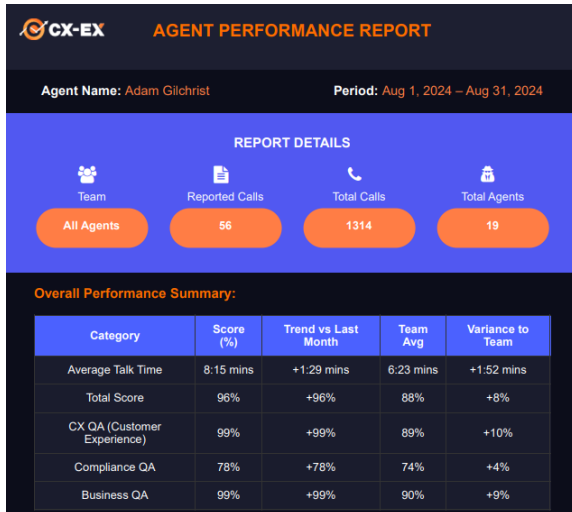 CX-EX
AGENT PERFORMANCE REPORT
Agent Name: Adam Gilchrist
Period: Aug 1, 2024 – Aug 31, 2024
REPORT DETAILS
Team
Reported Calls
Total Calls
Total Agents
All Agents
56
1314
19
Overall Performance Summary:
Category Score (%) Trend vs Last Month Team Avg Variance to Team
Average Talk Time 8:15 mins +1:29 mins 6:23 mins +1:52 mins
Total Score 96% +96% 88% +8%
CX QA (Customer Experience) 99% +99% 89% +10%
Compliance QA 78% +78% 74% +4%
Business QA 99% +99% 90% +9%